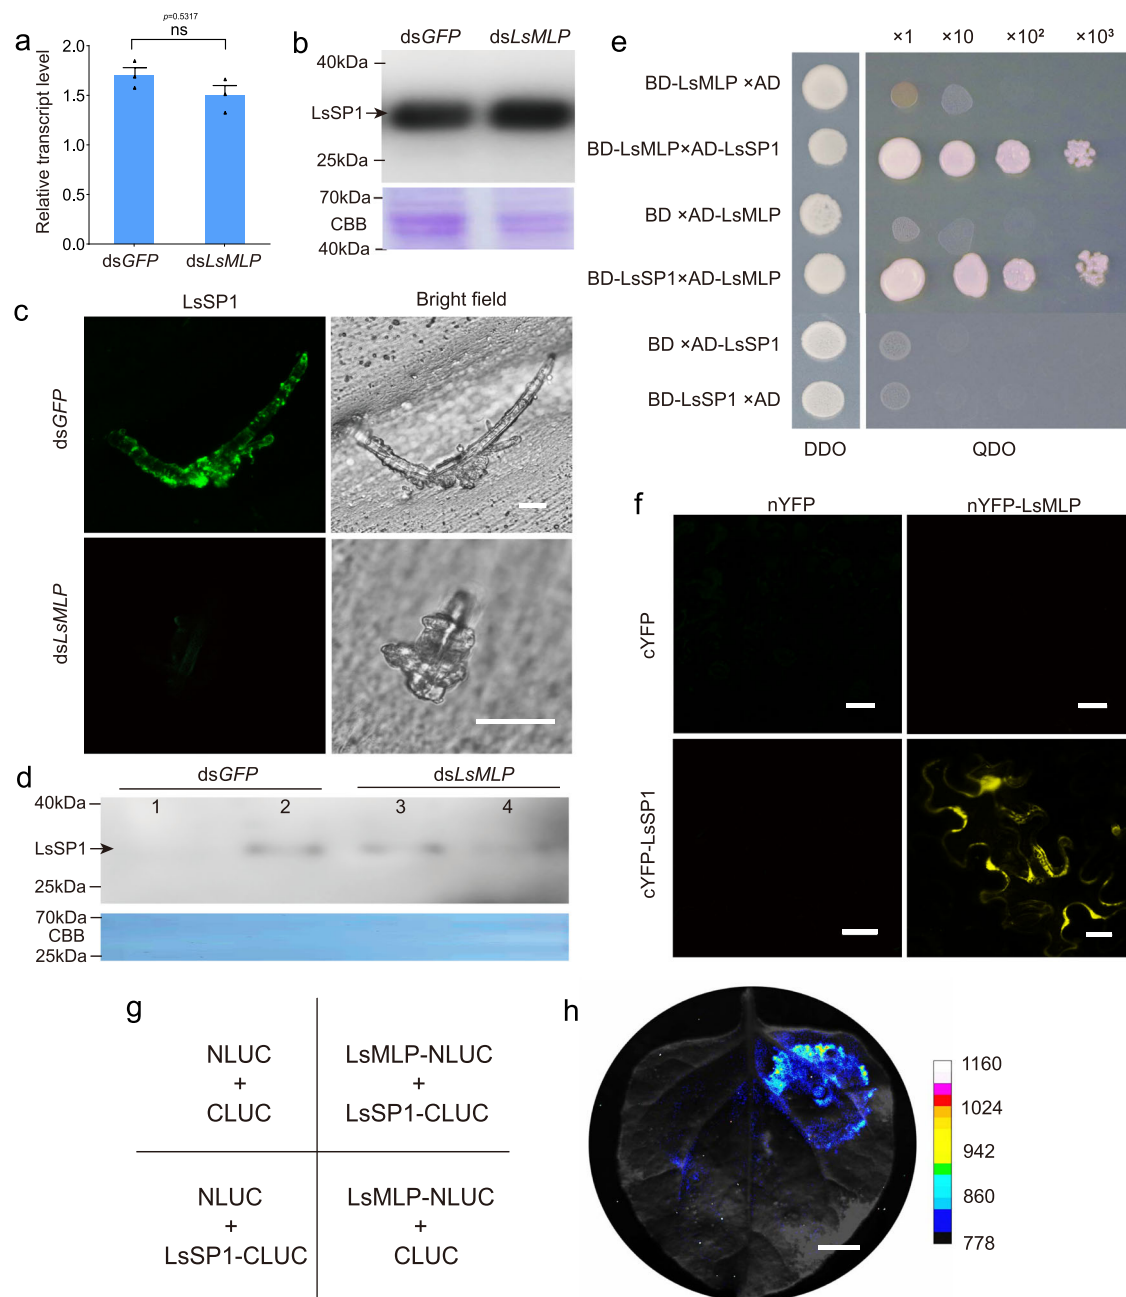 a
p=0.5317
ns
Relative transcript level
2.0
1.5
1.0
0.5
0.0
dsGFP
dsLsMLP
b
dsGFP dsLsMLP
40kDa
LsSP1
25kDa
70kDa
CBB
40kDa
c
LsSP1
Bright field
dsGFP
dsLsMLP
d
dsGFP
dsLsMLP
40kDa
1 2 3 4
LsSP1
25kDa
70kDa
CBB
25kDa
e
×1 ×10 ×10² ×10³
BD-LsMLP ×AD
BD-LsMLP×AD-LsSP1
BD ×AD-LsMLP
BD-LsSP1×AD-LsMLP
BD ×AD-LsSP1
BD-LsSP1 ×AD
DDO
QDO
f
nYFP
nYFP-LsMLP
cYFP
cYFP-LsSP1
g
NLUC
+
CLUC
LsMLP-NLUC
+
LsSP1-CLUC
NLUC
+
LsSP1-CLUC
LsMLP-NLUC
+
CLUC
h
1160
1024
942
860
778